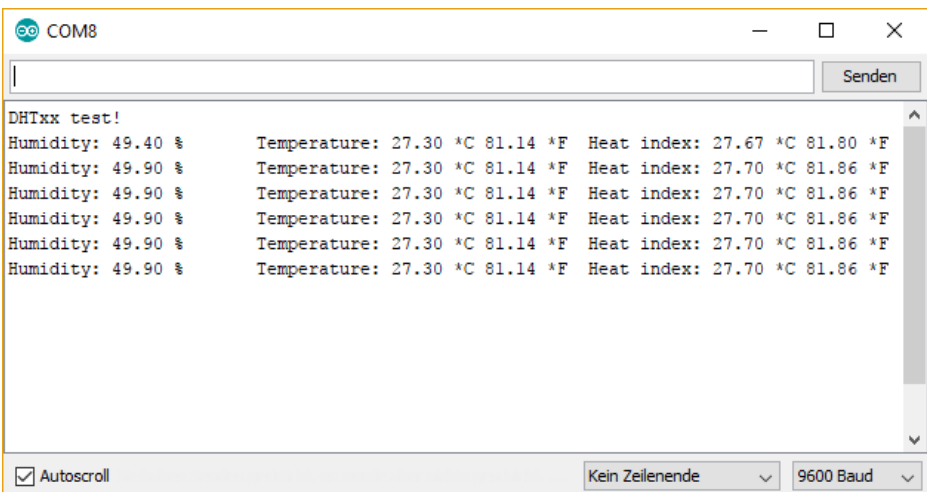 COM8
Senden
DHTxx test!
Humidity: 49.40 % Temperature: 27.30 *C 81.14 *F Heat index: 27.67 *C 81.80 *F
Humidity: 49.90 % Temperature: 27.30 *C 81.14 *F Heat index: 27.70 *C 81.86 *F
Humidity: 49.90 % Temperature: 27.30 *C 81.14 *F Heat index: 27.70 *C 81.86 *F
Humidity: 49.90 % Temperature: 27.30 *C 81.14 *F Heat index: 27.70 *C 81.86 *F
Humidity: 49.90 % Temperature: 27.30 *C 81.14 *F Heat index: 27.70 *C 81.86 *F
Humidity: 49.90 % Temperature: 27.30 *C 81.14 *F Heat index: 27.70 *C 81.86 *F
Autoscroll Kein Zeilenende 9600 Baud